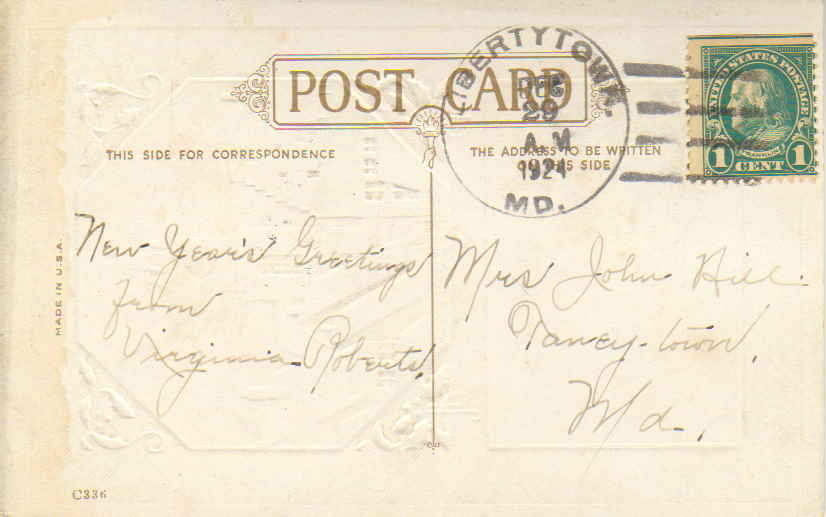 POST CARD
LIBERTYTOWN.
DEC
29
A.M
1924
MD.
UNITED STATES POSTAGE
FRANKLIN
1 CENT 1
THIS SIDE FOR CORRESPONDENCE
THE ADDRESS TO BE WRITTEN
ON THIS SIDE
MADE IN U.S.A.
New Year's Greetings
from
Virginia Roberts,
Mrs John Hill.
Taney-town,
Md.,
C336